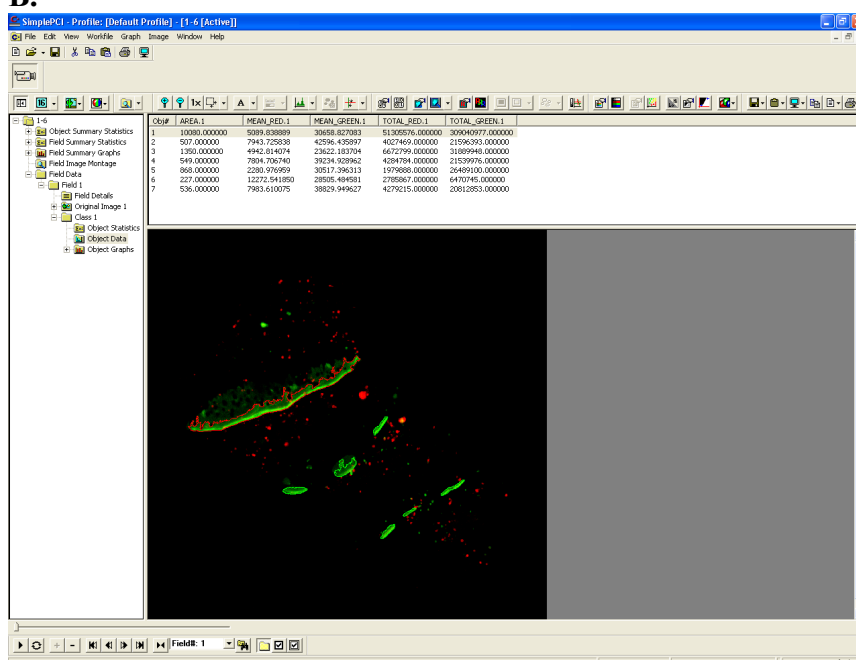 B.
SimplePCI - Profile: [Default Profile] - [1-6 [Active]]
File Edit View Workfile Graph Image Window Help
16 1x A
1-6
Object Summary Statistics
Field Summary Statistics
Field Summary Graphs
Field Image Montage
Field Data
Field 1
Field Details
Original Image 1
Class 1
Object Statistics
Object Data
Object Graphs
Obj# AREA.1 MEAN_RED.1 MEAN_GREEN.1 TOTAL_RED.1 TOTAL_GREEN.1
1 10080.000000 5089.838889 30658.827083 51305576.000000 309040977.000000
2 507.000000 7943.725838 42596.435897 4027469.000000 21596393.000000
3 1350.000000 4942.814074 23622.183704 6672799.000000 31889948.000000
4 549.000000 7804.706740 39234.928962 4284784.000000 21539976.000000
5 868.000000 2280.976959 30517.396313 1979888.000000 26489100.000000
6 227.000000 12272.541850 28505.484581 2785867.000000 6470745.000000
7 536.000000 7983.610075 38829.949627 4279215.000000 20812853.000000
Field#: 1